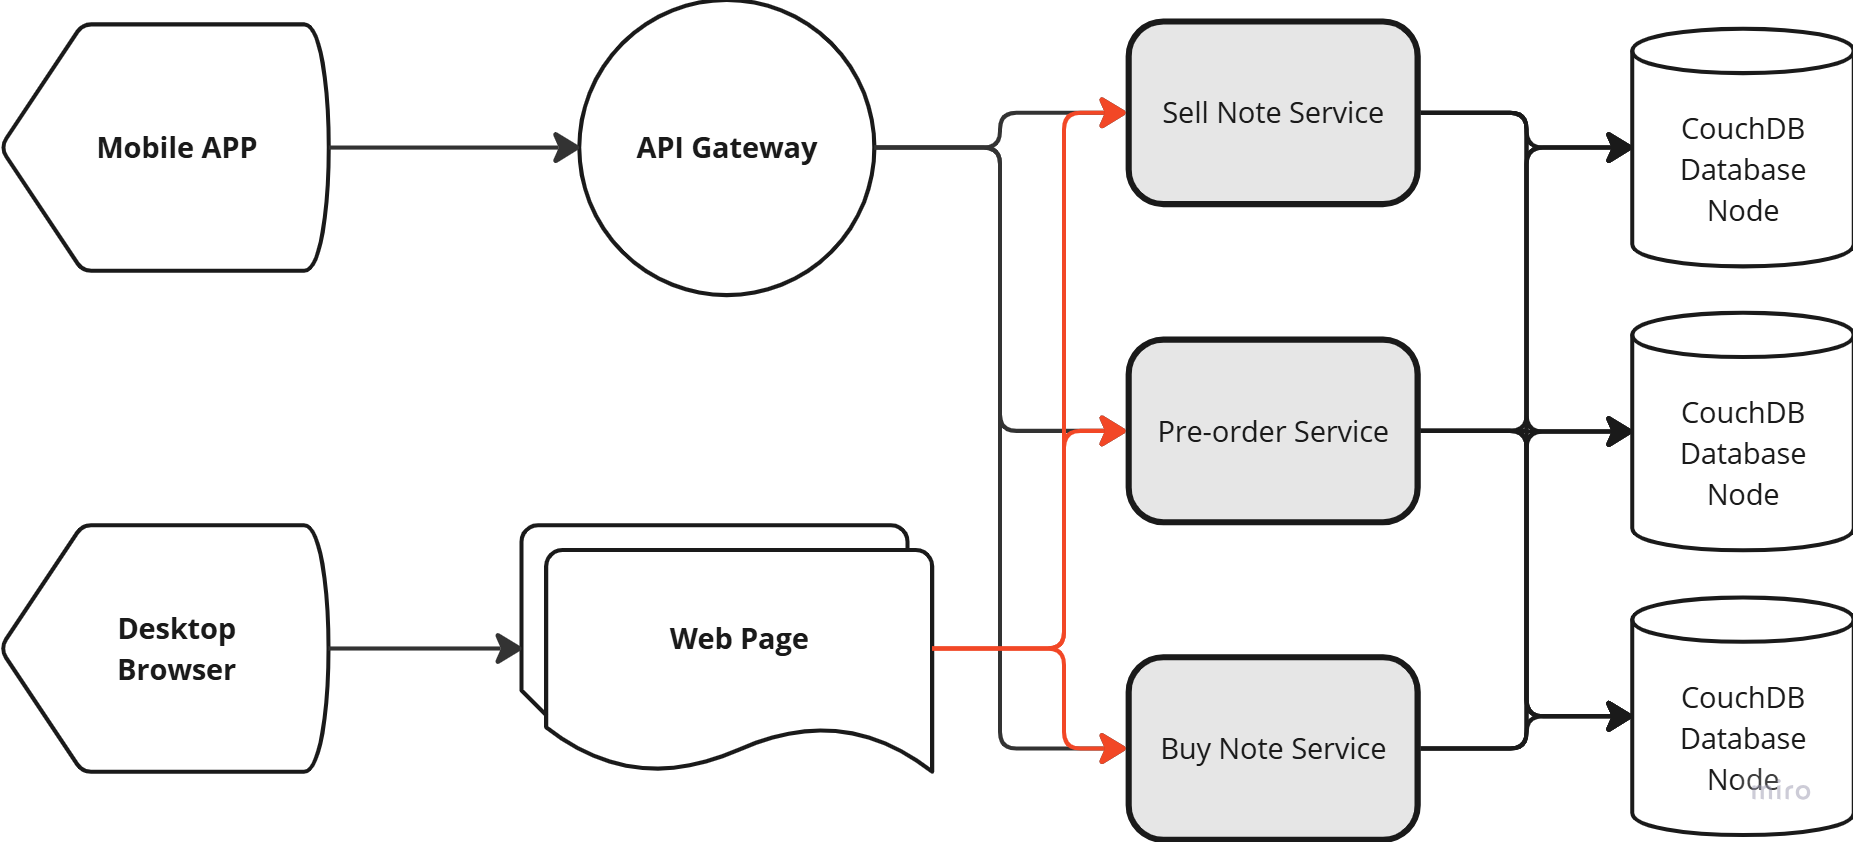 Mobile APP
API Gateway
Sell Note Service
CouchDB
Database
Node
Pre-order Service
CouchDB
Database
Node
Desktop
Browser
Web Page
Buy Note Service
CouchDB
Database
Node
miro